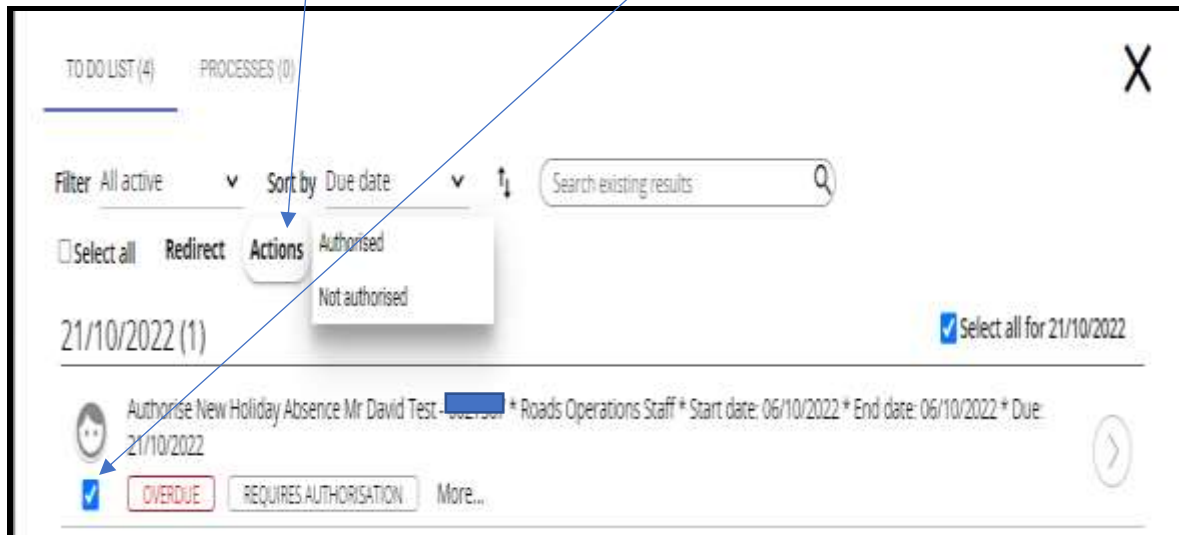 TO DO LIST (4) PROCESSES (0) X
Filter All active Sort by Due date Search existing results
Select all Redirect Actions Authorised
Not authorised
21/10/2022 (1) Select all for 21/10/2022
Authorise New Holiday Absence Mr David Test - * Roads Operations Staff * Start date: 06/10/2022 * End date: 06/10/2022 * Due:
21/10/2022
OVERDUE REQUIRES AUTHORISATION More...